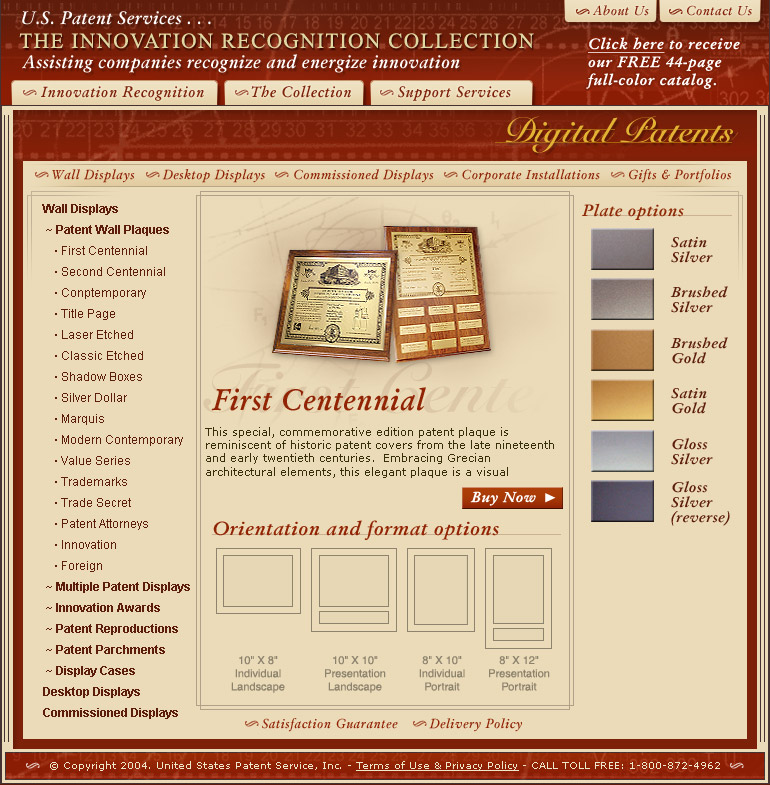 U.S. Patent Services . . .
THE INNOVATION RECOGNITION COLLECTION
Assisting companies recognize and energize innovation
About Us
Contact Us
Click here to receive
our FREE 44-page
full-color catalog.
Innovation Recognition
The Collection
Support Services
Digital Patents
Wall Displays
Desktop Displays
Commissioned Displays
Corporate Installations
Gifts & Portfolios
Wall Displays
~ Patent Wall Plaques
· First Centennial
· Second Centennial
· Conptemporary
· Title Page
· Laser Etched
· Classic Etched
· Shadow Boxes
· Silver Dollar
· Marquis
· Modern Contemporary
· Value Series
· Trademarks
· Trade Secret
· Patent Attorneys
· Innovation
· Foreign
~ Multiple Patent Displays
~ Innovation Awards
~ Patent Reproductions
~ Patent Parchments
~ Display Cases
Desktop Displays
Commissioned Displays
First Centennial
This special, commemorative edition patent plaque is
reminiscent of historic patent covers from the late nineteenth
and early twentieth centuries.  Embracing Grecian
architectural elements, this elegant plaque is a visual
Buy Now
Orientation and format options
10" X 8"
Individual
Landscape
10" X 10"
Presentation
Landscape
8" X 10"
Individual
Portrait
8" X 12"
Presentation
Portrait
Plate options
Satin
Silver
Brushed
Silver
Brushed
Gold
Satin
Gold
Gloss
Silver
Gloss
Silver
(reverse)
Satisfaction Guarantee
Delivery Policy
© Copyright 2004. United States Patent Service, Inc. - Terms of Use & Privacy Policy - CALL TOLL FREE: 1-800-872-4962